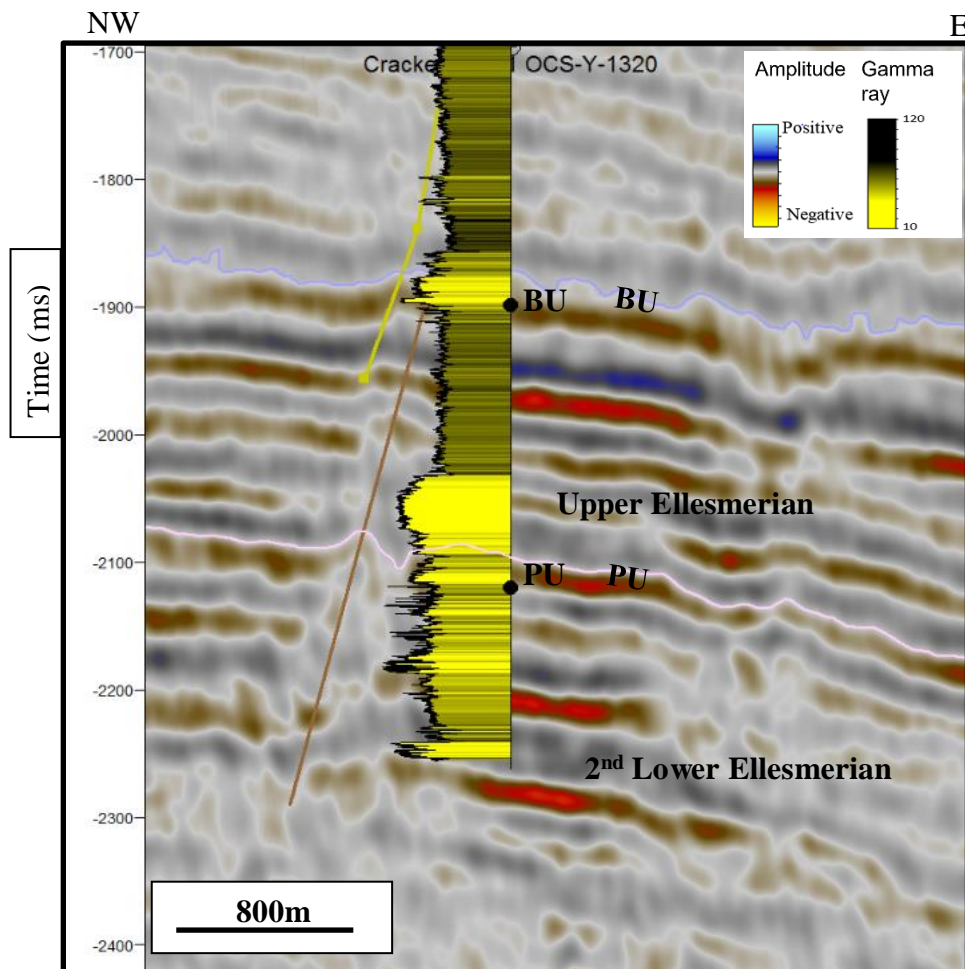 NW
E
Cracke 1 OCS-Y-1320
Amplitude
Gamma
ray
Positive
Negative
120
10
-1700
-1800
-1900
-2000
-2100
-2200
-2300
-2400
Time (ms)
BU
BU
Upper Ellesmerian
PU
PU
2nd Lower Ellesmerian
800m